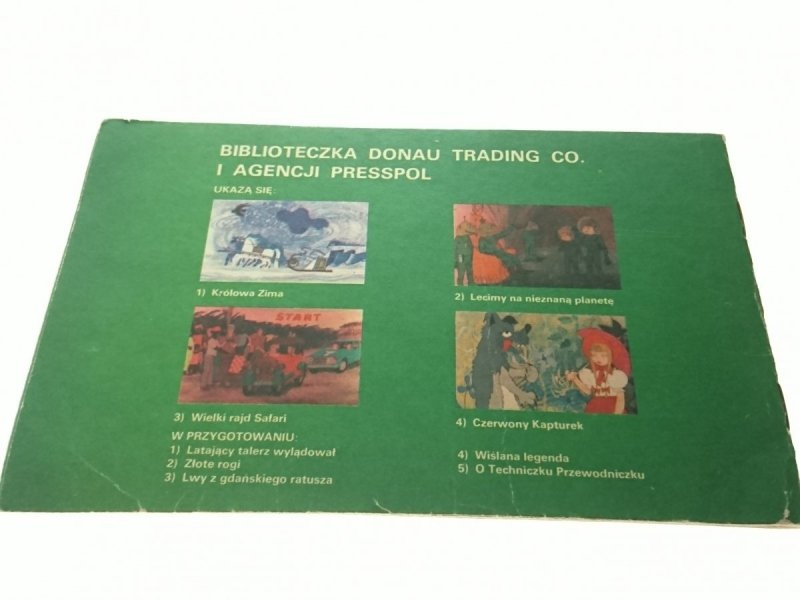 BIBLIOTECZKA DONAU TRADING CO.
I AGENCJI PRESSPOL
UKAZĄ SIĘ:
1) Królowa Zima
2) Lecimy na nieznaną planetę
START
3) Wielki rajd Safari
4) Czerwony Kapturek
W PRZYGOTOWANIU:
1) Latający talerz wylądował
2) Złote rogi
3) Lwy z gdańskiego ratusza
4) Wiślana legenda
5) O Techniczku Przewodniczku